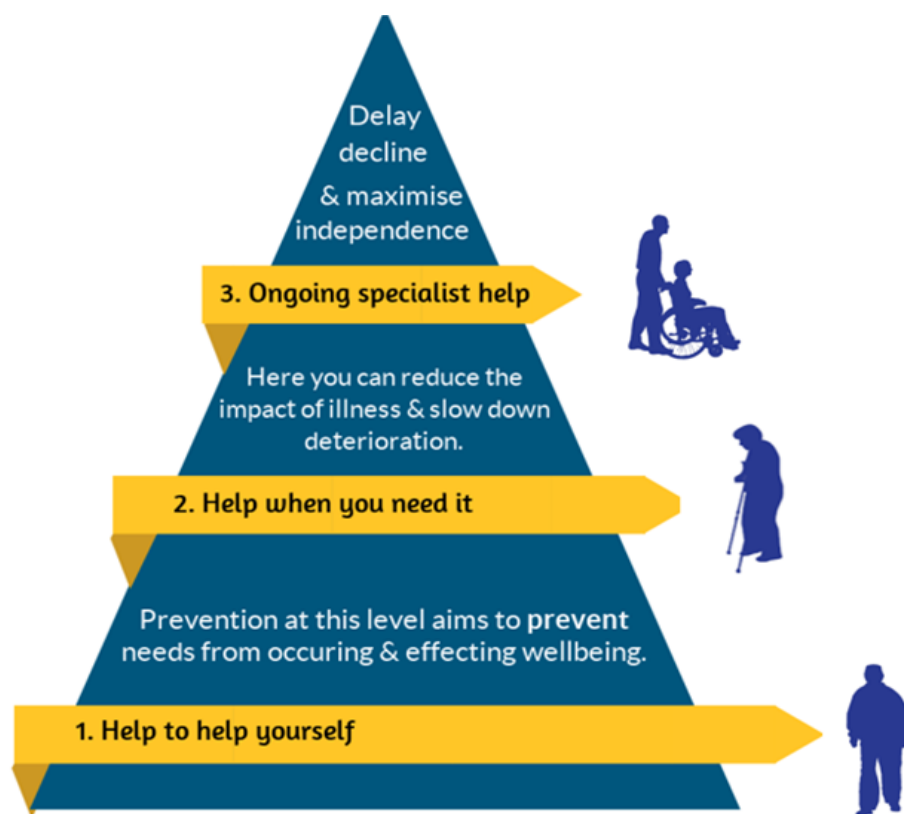 Delay
decline
& maximise
independence
3. Ongoing specialist help
Here you can reduce the
impact of illness & slow down
deterioration.
2. Help when you need it
Prevention at this level aims to prevent
needs from occuring & effecting wellbeing.
1. Help to help yourself